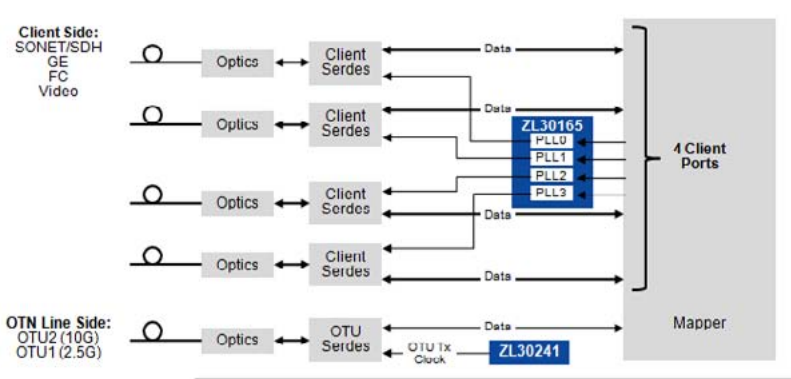 Client Side:
SONET/SDH
GE
FC
Video
Optics
Client
Serdes
Data
Optics
Client
Serdes
Data
ZL30165
PLL0
PLL1
PLL2
PLL3
4 Client
Ports
Optics
Client
Serdes
Data
Optics
Client
Serdes
Data
OTN Line Side:
OTU2 (10G)
OTU1 (2.5G)
Optics
OTU
Serdes
Data
OTU Tx
Clock
ZL30241
Mapper